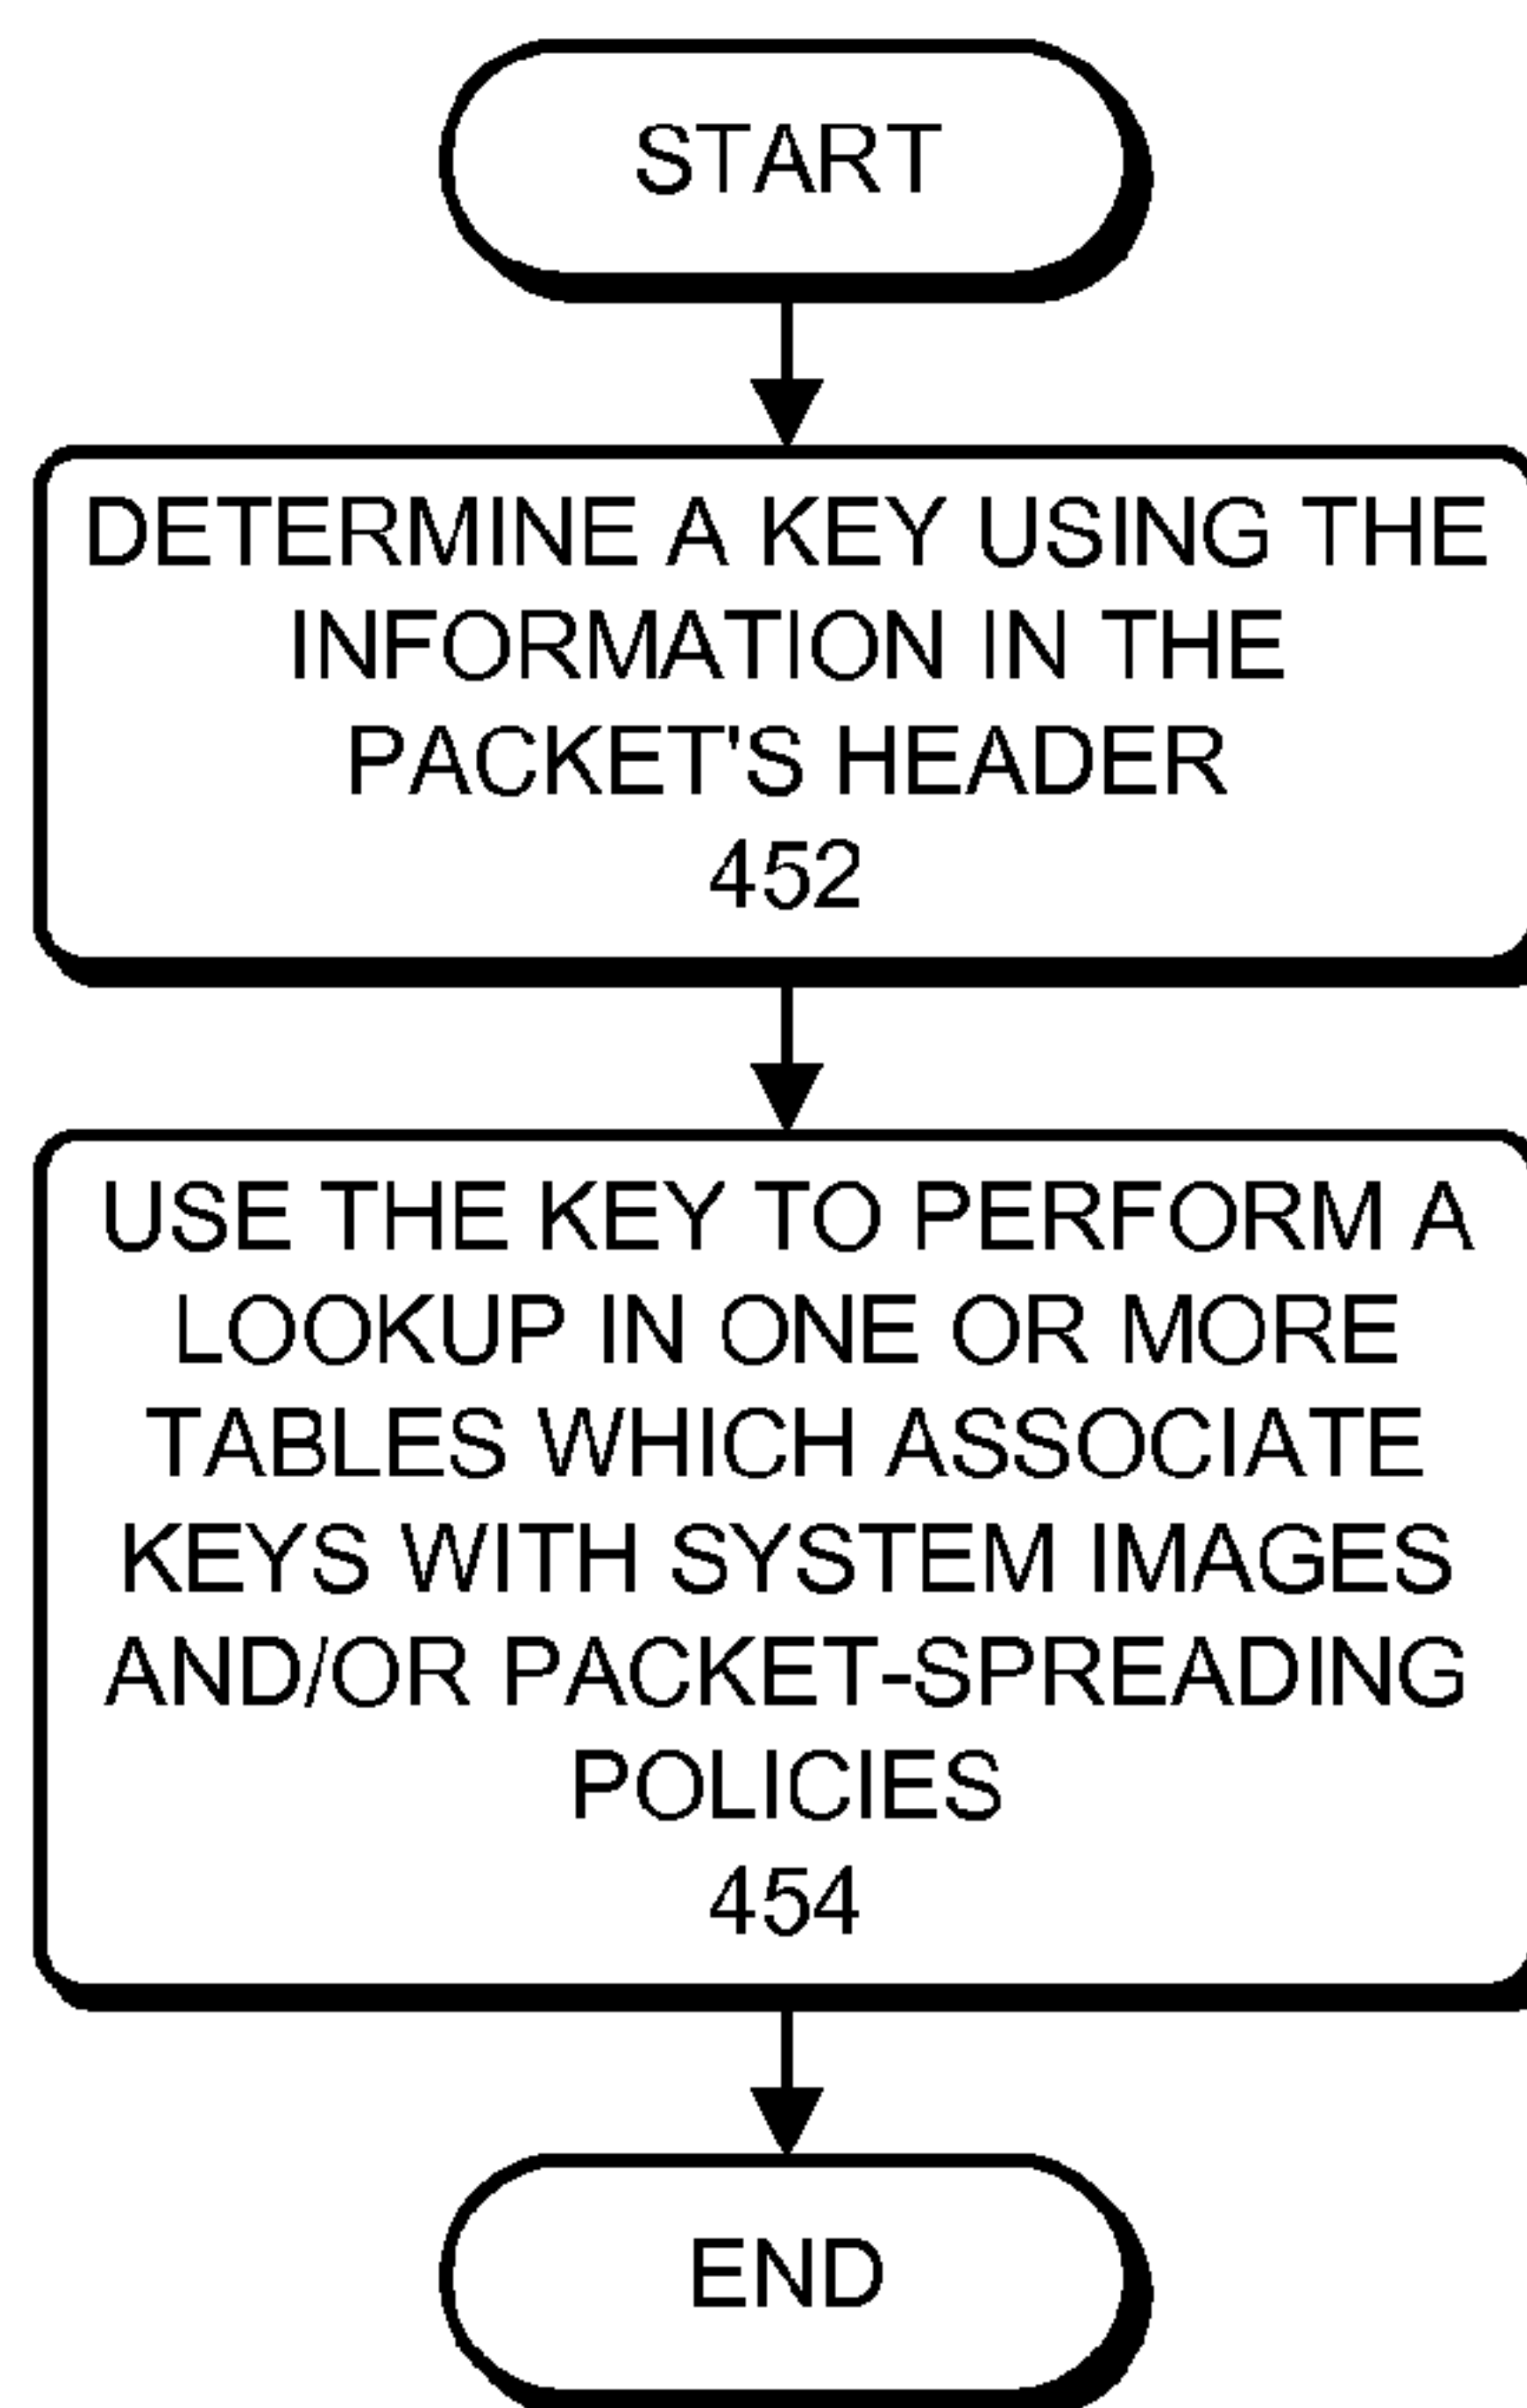 START
DETERMINE A KEY USING THE
INFORMATION IN THE
PACKET'S HEADER
452
USE THE KEY TO PERFORM A
LOOKUP IN ONE OR MORE
TABLES WHICH ASSOCIATE
KEYS WITH SYSTEM IMAGES
AND/OR PACKET-SPREADING
POLICIES
454
END